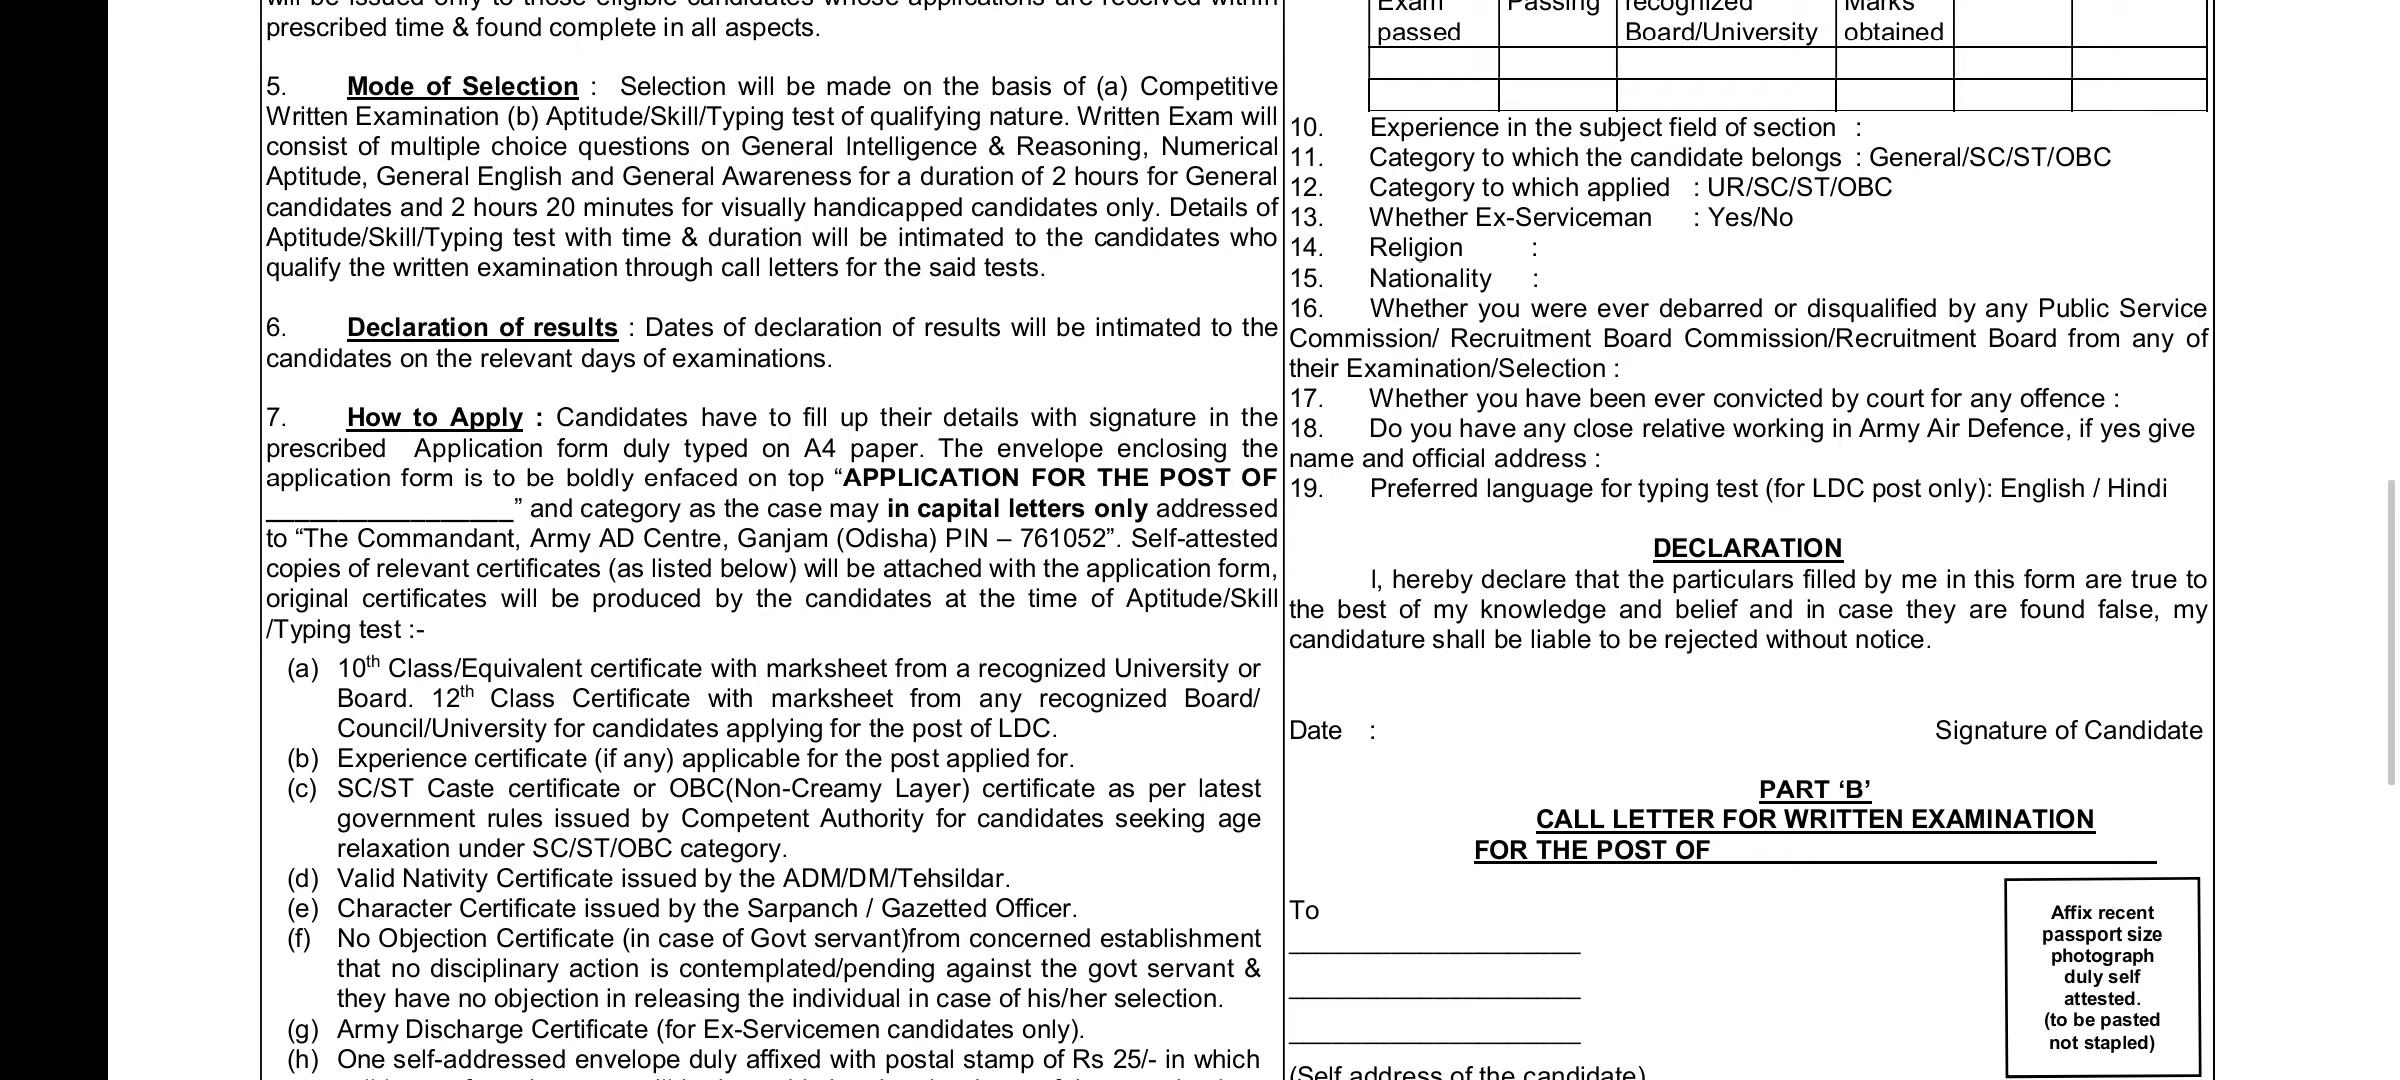 will be issued only to those eligible candidates whose applications are received within
prescribed time & found complete in all aspects.
5. Mode of Selection : Selection will be made on the basis of (a) Competitive
Written Examination (b) Aptitude/Skill/Typing test of qualifying nature. Written Exam will
consist of multiple choice questions on General Intelligence & Reasoning, Numerical
Aptitude, General English and General Awareness for a duration of 2 hours for General
candidates and 2 hours 20 minutes for visually handicapped candidates only. Details of
Aptitude/Skill/Typing test with time & duration will be intimated to the candidates who
qualify the written examination through call letters for the said tests.
6. Declaration of results : Dates of declaration of results will be intimated to the
candidates on the relevant days of examinations.
7. How to Apply : Candidates have to fill up their details with signature in the
prescribed Application form duly typed on A4 paper. The envelope enclosing the
application form is to be boldly enfaced on top “APPLICATION FOR THE POST OF
_________________” and category as the case may in capital letters only addressed
to “The Commandant, Army AD Centre, Ganjam (Odisha) PIN – 761052”. Self-attested
copies of relevant certificates (as listed below) will be attached with the application form,
original certificates will be produced by the candidates at the time of Aptitude/Skill
/Typing test :-
(a) 10th Class/Equivalent certificate with marksheet from a recognized University or
Board. 12th Class Certificate with marksheet from any recognized Board/
Council/University for candidates applying for the post of LDC.
(b) Experience certificate (if any) applicable for the post applied for.
(c) SC/ST Caste certificate or OBC(Non-Creamy Layer) certificate as per latest
government rules issued by Competent Authority for candidates seeking age
relaxation under SC/ST/OBC category.
(d) Valid Nativity Certificate issued by the ADM/DM/Tehsildar.
(e) Character Certificate issued by the Sarpanch / Gazetted Officer.
(f) No Objection Certificate (in case of Govt servant)from concerned establishment
that no disciplinary action is contemplated/pending against the govt servant &
they have no objection in releasing the individual in case of his/her selection.
(g) Army Discharge Certificate (for Ex-Servicemen candidates only).
(h) One self-addressed envelope duly affixed with postal stamp of Rs 25/- in which
Exam Passing recognized Marks
passed Board/University obtained
10. Experience in the subject field of section :
11. Category to which the candidate belongs : General/SC/ST/OBC
12. Category to which applied : UR/SC/ST/OBC
13. Whether Ex-Serviceman : Yes/No
14. Religion :
15. Nationality :
16. Whether you were ever debarred or disqualified by any Public Service
Commission/ Recruitment Board Commission/Recruitment Board from any of
their Examination/Selection :
17. Whether you have been ever convicted by court for any offence :
18. Do you have any close relative working in Army Air Defence, if yes give
name and official address :
19. Preferred language for typing test (for LDC post only): English / Hindi
DECLARATION
I, hereby declare that the particulars filled by me in this form are true to
the best of my knowledge and belief and in case they are found false, my
candidature shall be liable to be rejected without notice.
Date : Signature of Candidate
PART ‘B’
CALL LETTER FOR WRITTEN EXAMINATION
FOR THE POST OF
To
Affix recent
passport size
photograph
duly self
attested.
(to be pasted
not stapled)
(Self address of the candidate)